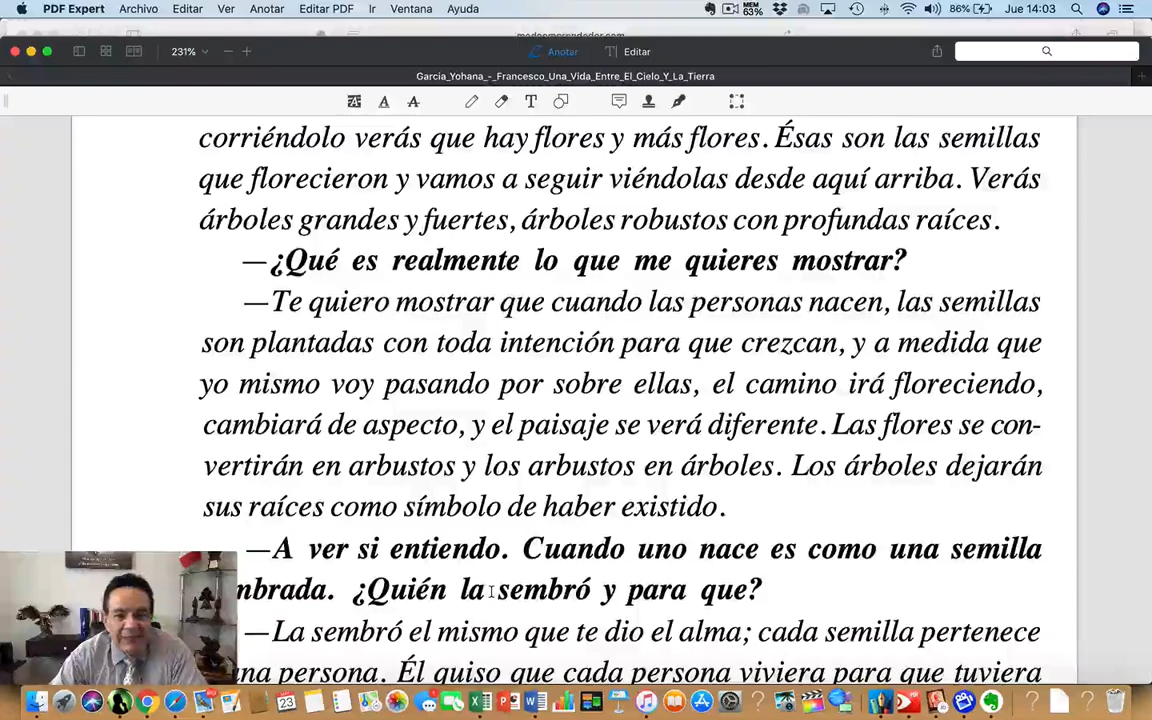 PDF Expert Archivo Editar Ver Anotar Editar PDF Ir Ventana Ayuda MEM 63% 86% Jue 14:03
231% Anotar Editar
Garcia_Yohana_-_Francesco_Una_Vida_Entre_El_Cielo_Y_La_Tierra
corriéndolo verás que hay flores y más flores. Ésas son las semillas
que florecieron y vamos a seguir viéndolas desde aquí arriba. Verás
árboles grandes y fuertes, árboles robustos con profundas raíces.
—¿Qué es realmente lo que me quieres mostrar?
—Te quiero mostrar que cuando las personas nacen, las semillas
son plantadas con toda intención para que crezcan, y a medida que
yo mismo voy pasando por sobre ellas, el camino irá floreciendo,
cambiará de aspecto, y el paisaje se verá diferente. Las flores se con-
vertirán en arbustos y los arbustos en árboles. Los árboles dejarán
sus raíces como símbolo de haber existido.
—A ver si entiendo. Cuando uno nace es como una semilla
mbrada. ¿Quién la sembró y para que?
—La sembró el mismo que te dio el alma; cada semilla pertenece
una persona. Él quiso que cada persona viviera para que tuviera